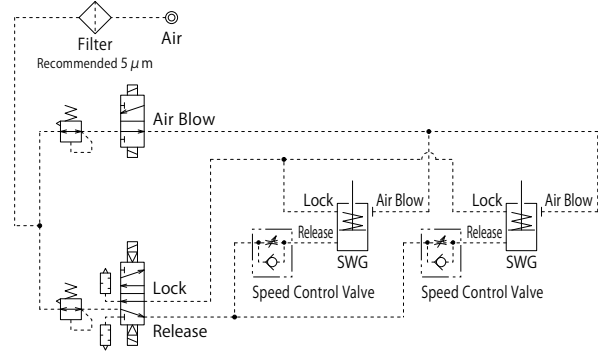 Air
Filter
Recommended 5 μm
Air Blow
Lock
Air Blow
Lock
Air Blow
Release
Release
SWG
SWG
Lock
Speed Control Valve
Speed Control Valve
Release